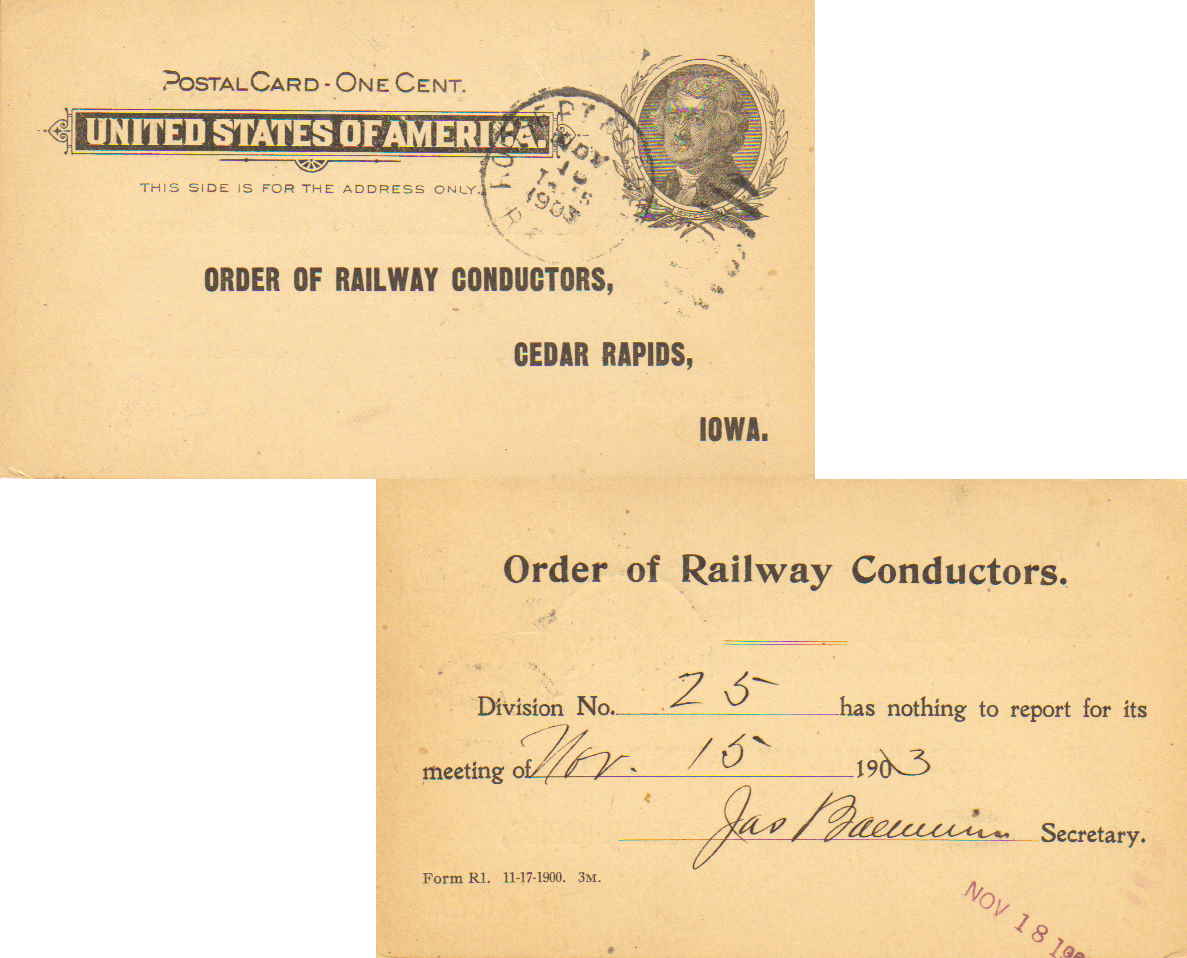 POSTAL CARD - ONE CENT.
UNITED STATES OF AMERICA.
THIS SIDE IS FOR THE ADDRESS ONLY.
NOV
1903
ORDER OF RAILWAY CONDUCTORS,
CEDAR RAPIDS,
IOWA.
Order of Railway Conductors.
Division No. 25 has nothing to report for its
meeting of Nov. 15 1903
Jas Secretary.
Form R1. 11-17-1900. 3M.
NOV 18